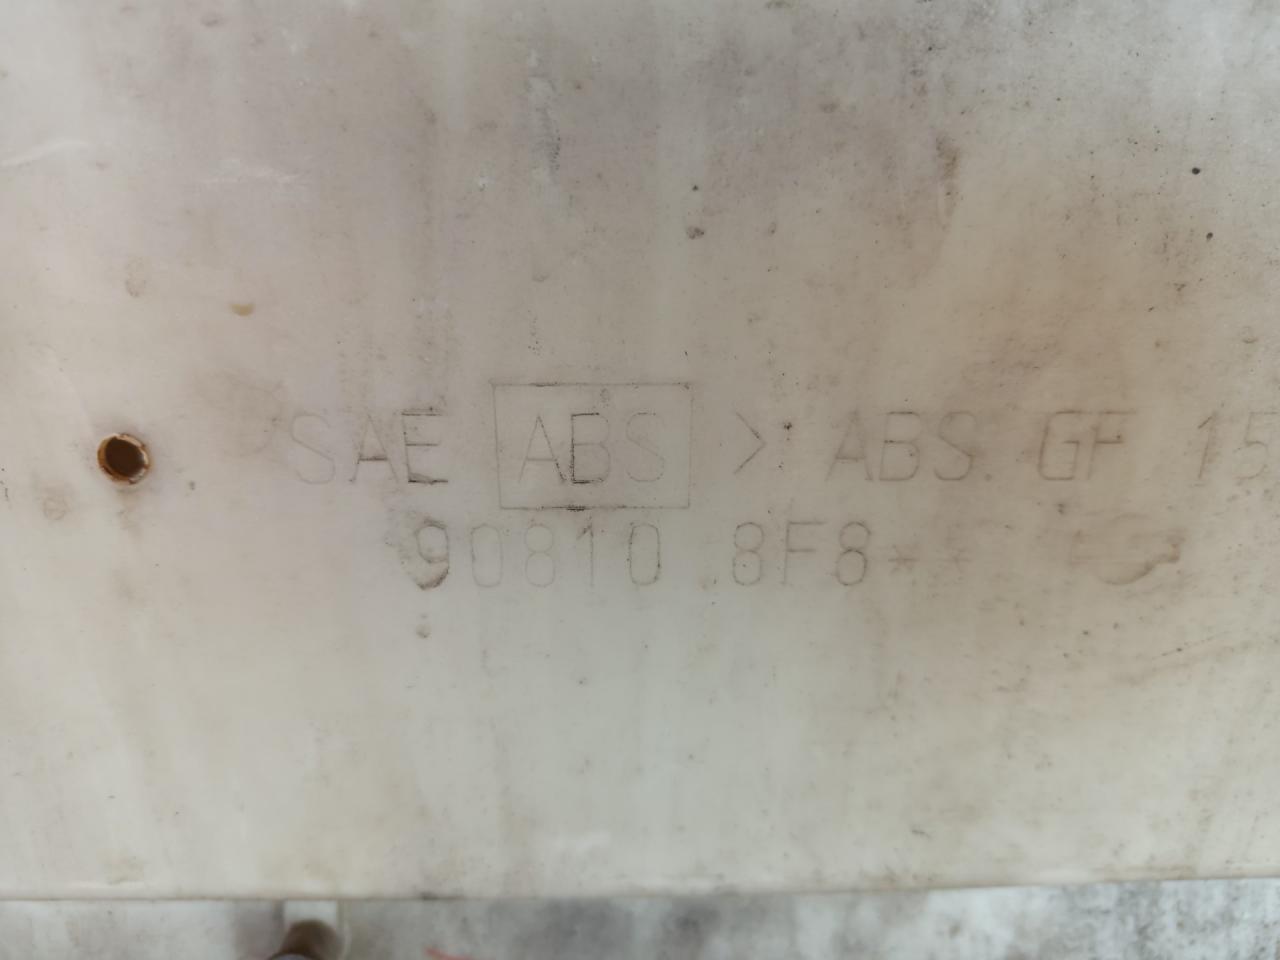 SAE ABS > ABS. GF 15
90810 8F8**